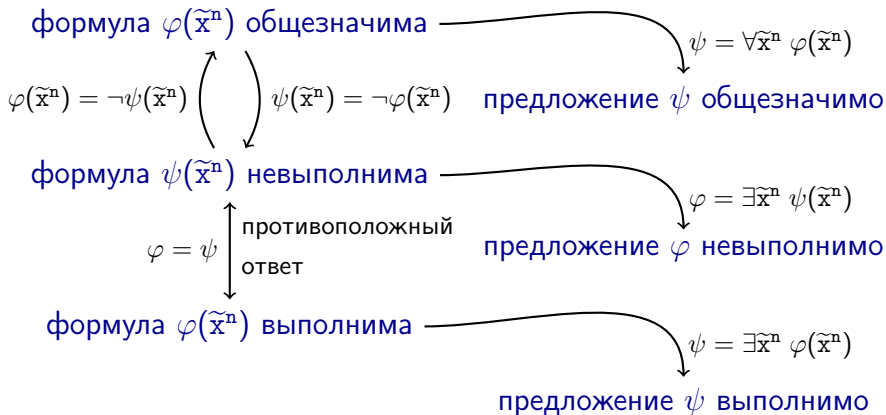 формула φ(x̃ⁿ) общезначима
ψ = ∀x̃ⁿ φ(x̃ⁿ)
φ(x̃ⁿ) = ¬ψ(x̃ⁿ)
ψ(x̃ⁿ) = ¬φ(x̃ⁿ)
предложение ψ общезначимо
формула ψ(x̃ⁿ) невыполнима
φ = ∃x̃ⁿ ψ(x̃ⁿ)
противоположный
φ = ψ
ответ
предложение φ невыполнимо
формула φ(x̃ⁿ) выполнима
ψ = ∃x̃ⁿ φ(x̃ⁿ)
предложение ψ выполнимо